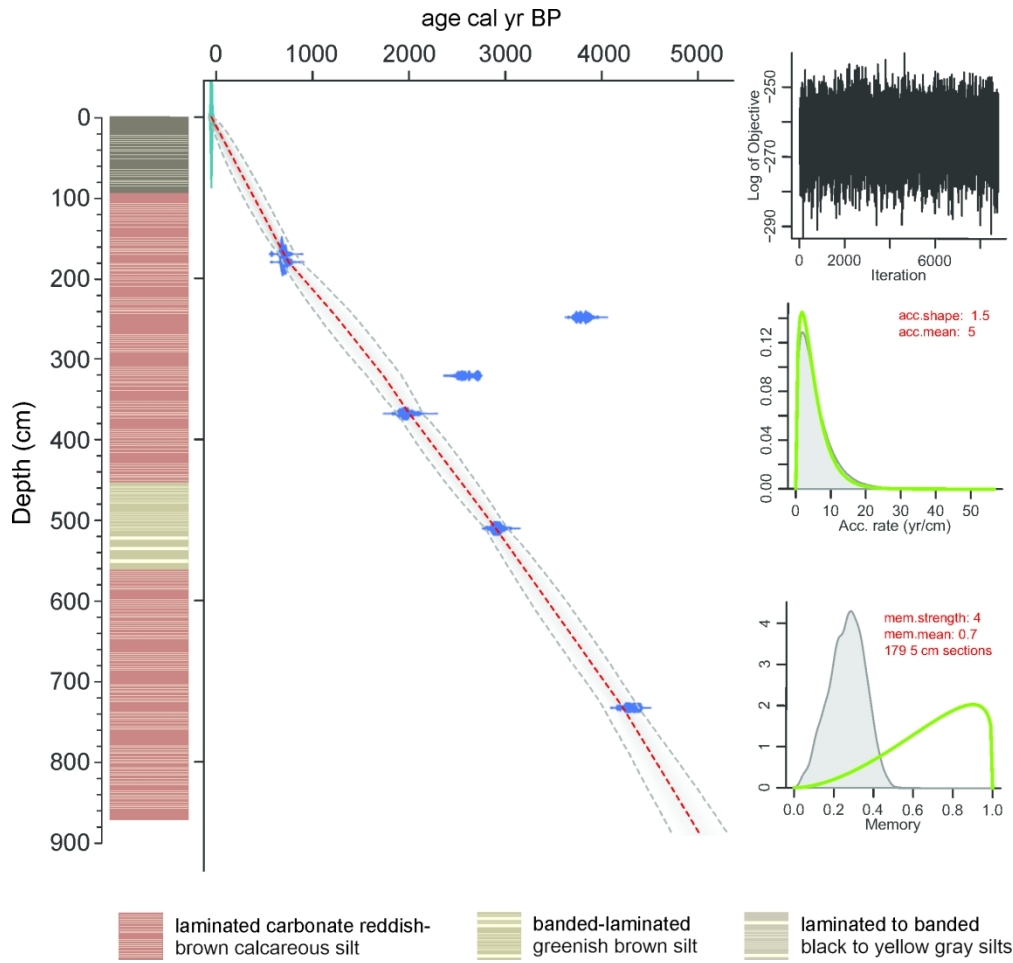 age cal yr BP
0 1000 2000 3000 4000 5000
Depth (cm)
0
100
200
300
400
500
600
700
800
900
Log of Objective
-250
-270
-290
0 2000 6000
Iteration
acc.shape: 1.5
acc.mean: 5
0.12
0.08
0.04
0.00
0 10 20 30 40 50
Acc. rate (yr/cm)
mem.strength: 4
mem.mean: 0.7
179 5 cm sections
4
3
2
1
0
0.0 0.2 0.4 0.6 0.8 1.0
Memory
laminated carbonate reddish-
brown calcareous silt
banded-laminated
greenish brown silt
laminated to banded
black to yellow gray silts